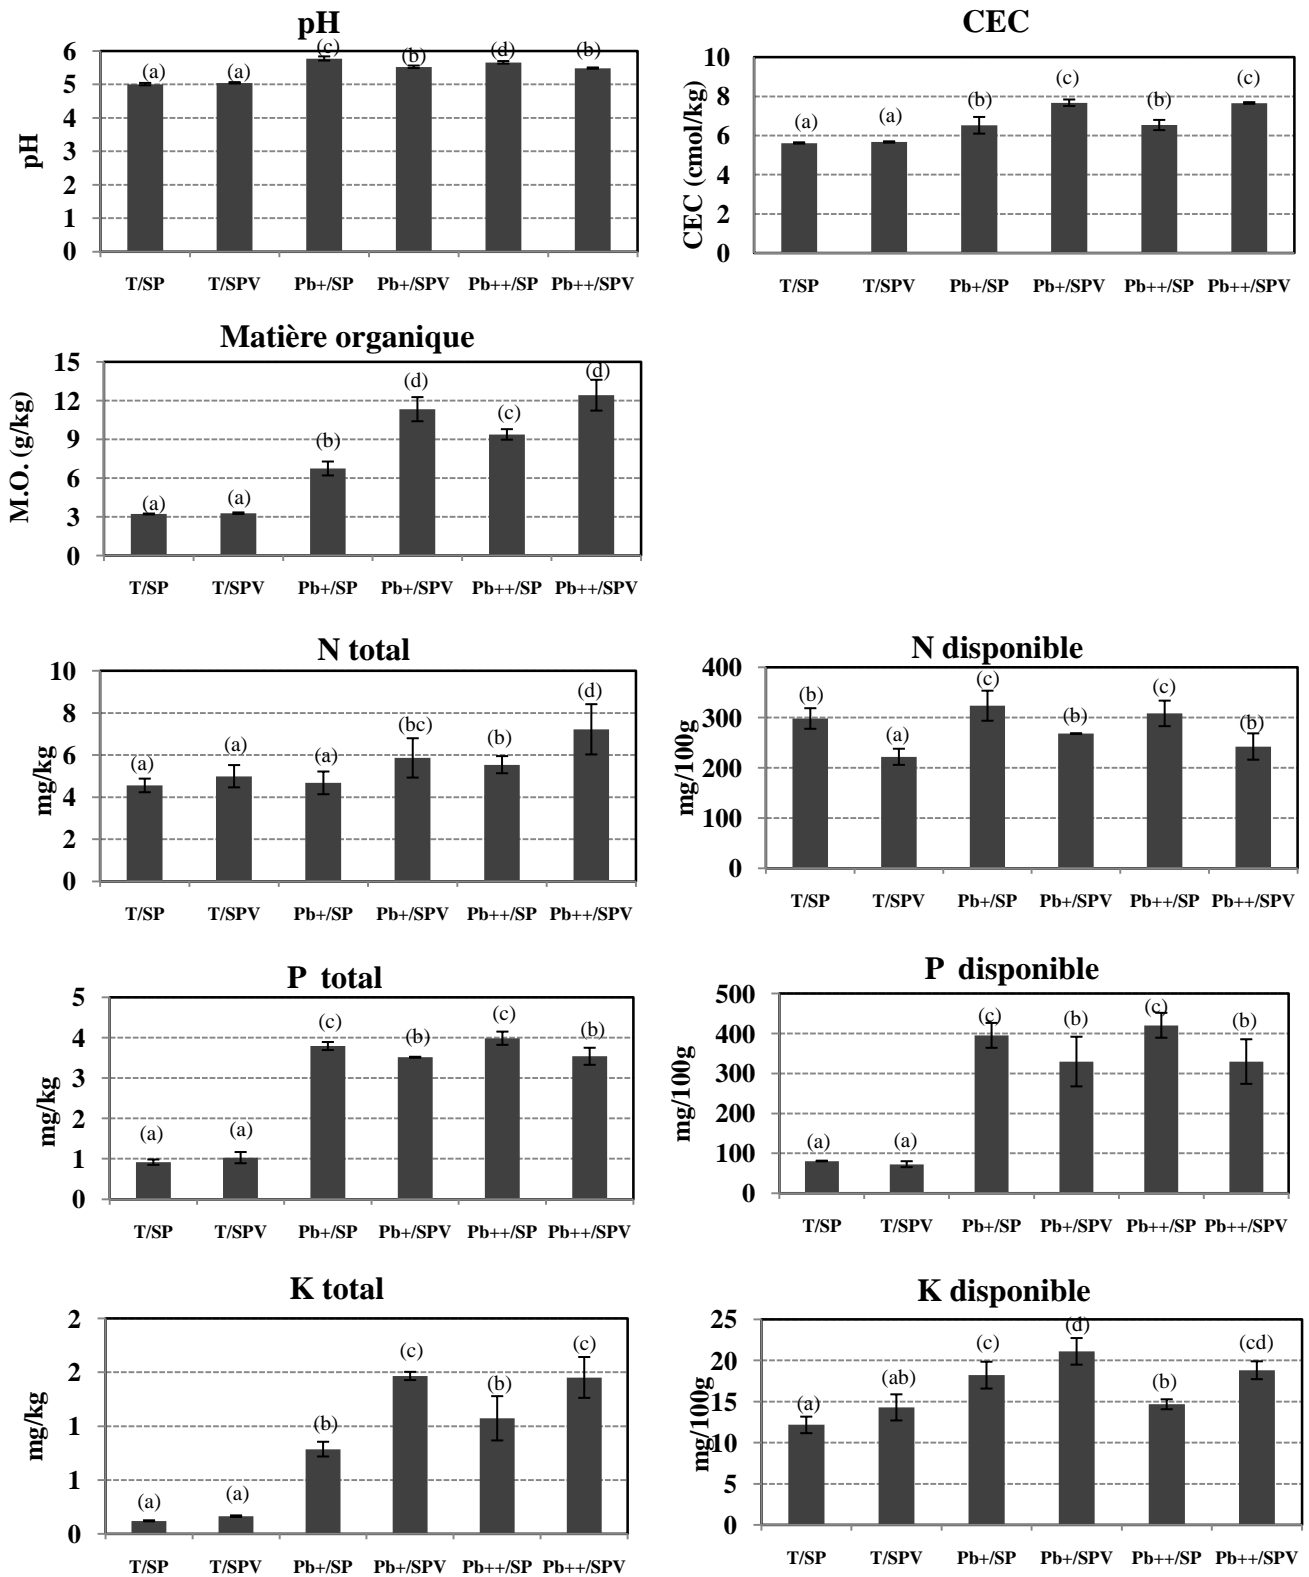 pH
6
5
4
3
2
1
0
pH
(a)
(a)
(c)
(b)
(d)
(b)
T/SP T/SPV Pb+/SP Pb+/SPV Pb++/SP Pb++/SPV
CEC
10
8
6
4
2
0
CEC (cmol/kg)
(a)
(a)
(b)
(c)
(b)
(c)
T/SP T/SPV Pb+/SP Pb+/SPV Pb++/SP Pb++/SPV
Matière organique
15
12
9
6
3
0
M.O. (g/kg)
(a)
(a)
(b)
(d)
(c)
(d)
T/SP T/SPV Pb+/SP Pb+/SPV Pb++/SP Pb++/SPV
N total
10
8
6
4
2
0
mg/kg
(a)
(a)
(a)
(bc)
(b)
(d)
T/SP T/SPV Pb+/SP Pb+/SPV Pb++/SP Pb++/SPV
N disponible
400
300
200
100
0
mg/100g
(b)
(a)
(c)
(b)
(c)
(b)
T/SP T/SPV Pb+/SP Pb+/SPV Pb++/SP Pb++/SPV
P total
5
4
3
2
1
0
mg/kg
(a)
(a)
(c)
(b)
(c)
(b)
T/SP T/SPV Pb+/SP Pb+/SPV Pb++/SP Pb++/SPV
P disponible
500
400
300
200
100
0
mg/100g
(a)
(a)
(c)
(b)
(c)
(b)
T/SP T/SPV Pb+/SP Pb+/SPV Pb++/SP Pb++/SPV
K total
2
2
1
1
0
mg/kg
(a)
(a)
(b)
(c)
(b)
(c)
T/SP T/SPV Pb+/SP Pb+/SPV Pb++/SP Pb++/SPV
K disponible
25
20
15
10
5
0
mg/100g
(a)
(ab)
(c)
(d)
(b)
(cd)
T/SP T/SPV Pb+/SP Pb+/SPV Pb++/SP Pb++/SPV